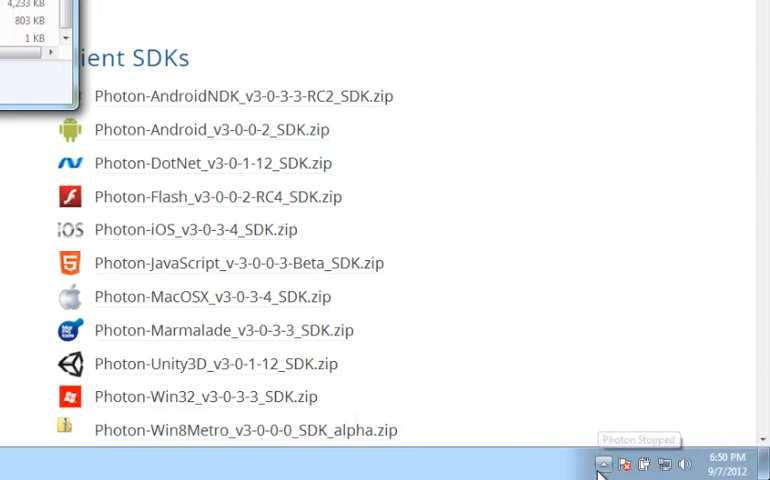 4,233 KB
803 KB
1 KB
ient SDKs
Photon-AndroidNDK_v3-0-3-3-RC2_SDK.zip
Photon-Android_v3-0-0-2_SDK.zip
Photon-DotNet_v3-0-1-12_SDK.zip
Photon-Flash_v3-0-0-2-RC4_SDK.zip
iOS
Photon-iOS_v3-0-3-4_SDK.zip
Photon-JavaScript_v-3-0-0-3-Beta_SDK.zip
Photon-MacOSX_v3-0-3-4_SDK.zip
Photon-Marmalade_v3-0-3-3_SDK.zip
Photon-Unity3D_v3-0-1-12_SDK.zip
Photon-Win32_v3-0-3-3_SDK.zip
Photon-Win8Metro_v3-0-0-0_SDK_alpha.zip
Photon Stopped
6:50 PM
9/7/2012